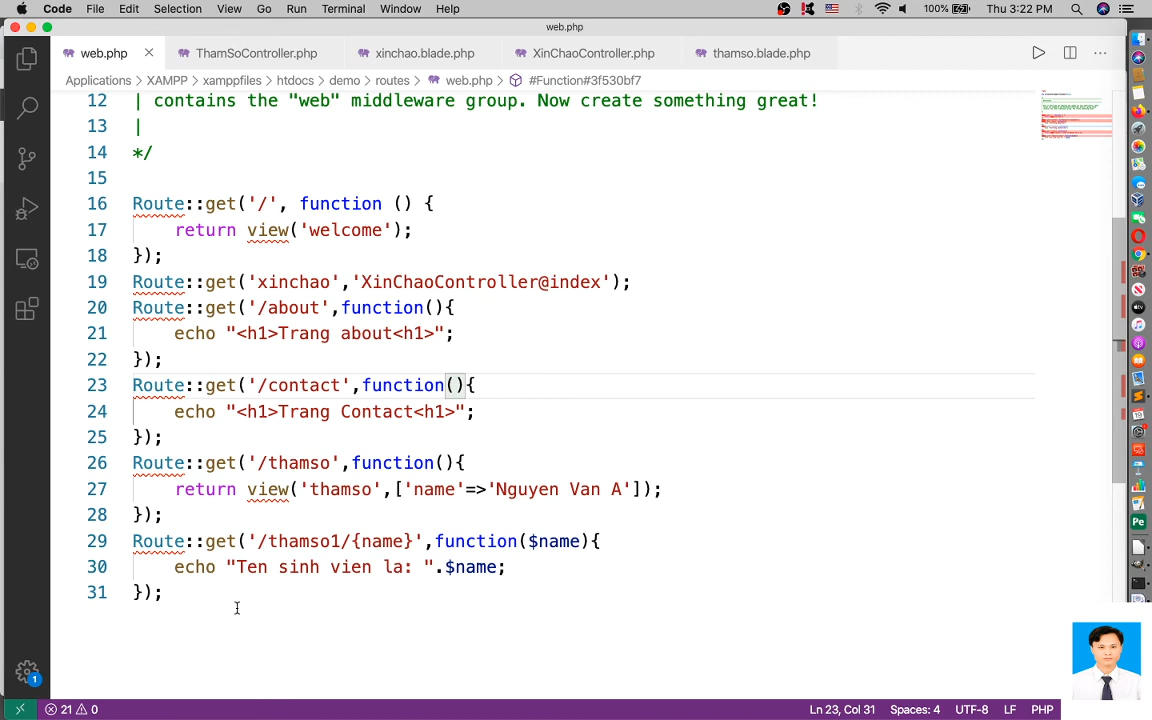 Code File Edit Selection View Go Run Terminal Window Help 100% Thu 3:22 PM
web.php
web.php ThamSoController.php xinchao.blade.php XinChaoController.php thamso.blade.php
Applications > XAMPP > xamppfiles > htdocs > demo > routes > web.php > #Function#3f530bf7
12 | contains the "web" middleware group. Now create something great!
13 |
14 */
15
16 Route::get('/', function () {
17 return view('welcome');
18 });
19 Route::get('xinchao','XinChaoController@index');
20 Route::get('/about',function(){
21 echo "<h1>Trang about<h1>";
22 });
23 Route::get('/contact',function(){
24 echo "<h1>Trang Contact<h1>";
25 });
26 Route::get('/thamso',function(){
27 return view('thamso',['name'=>'Nguyen Van A']);
28 });
29 Route::get('/thamso1/{name}',function($name){
30 echo "Ten sinh vien la: ".$name;
31 });
1
21 0 Ln 23, Col 31 Spaces: 4 UTF-8 LF PHP